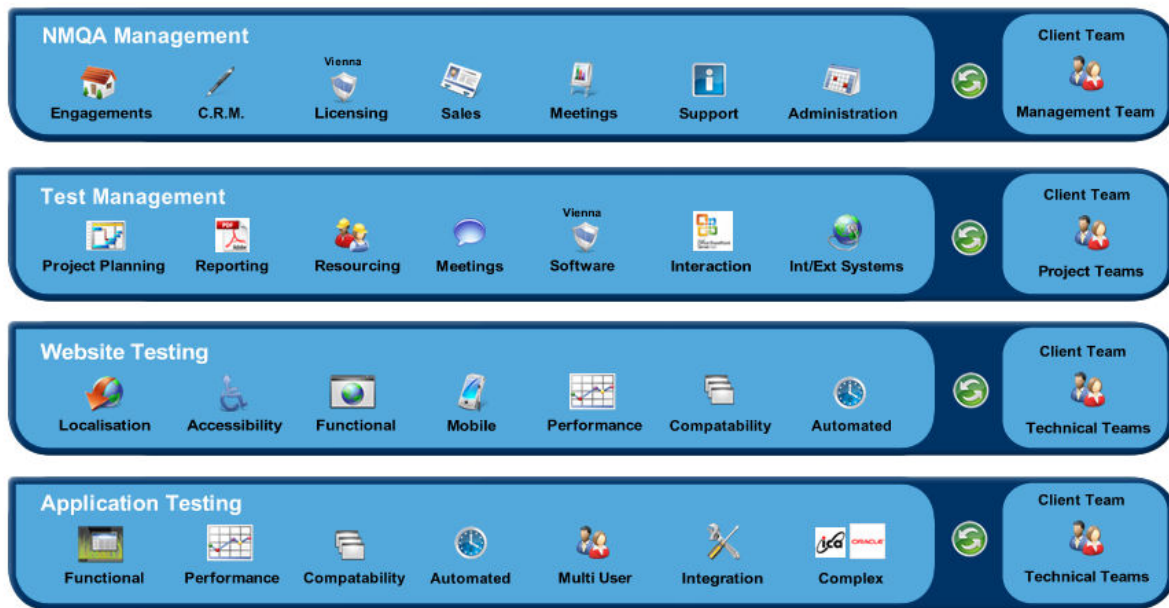 NMQA Management
Client Team
Vienna
Engagements C.R.M. Licensing Sales Meetings Support Administration
Management Team
Test Management
Client Team
Vienna
Project Planning Reporting Resourcing Meetings Software Interaction Int/Ext Systems
Project Teams
Website Testing
Client Team
Localisation Accessibility Functional Mobile Performance Compatability Automated
Technical Teams
Application Testing
Client Team
ica ORACLE
Functional Performance Compatability Automated Multi User Integration Complex
Technical Teams